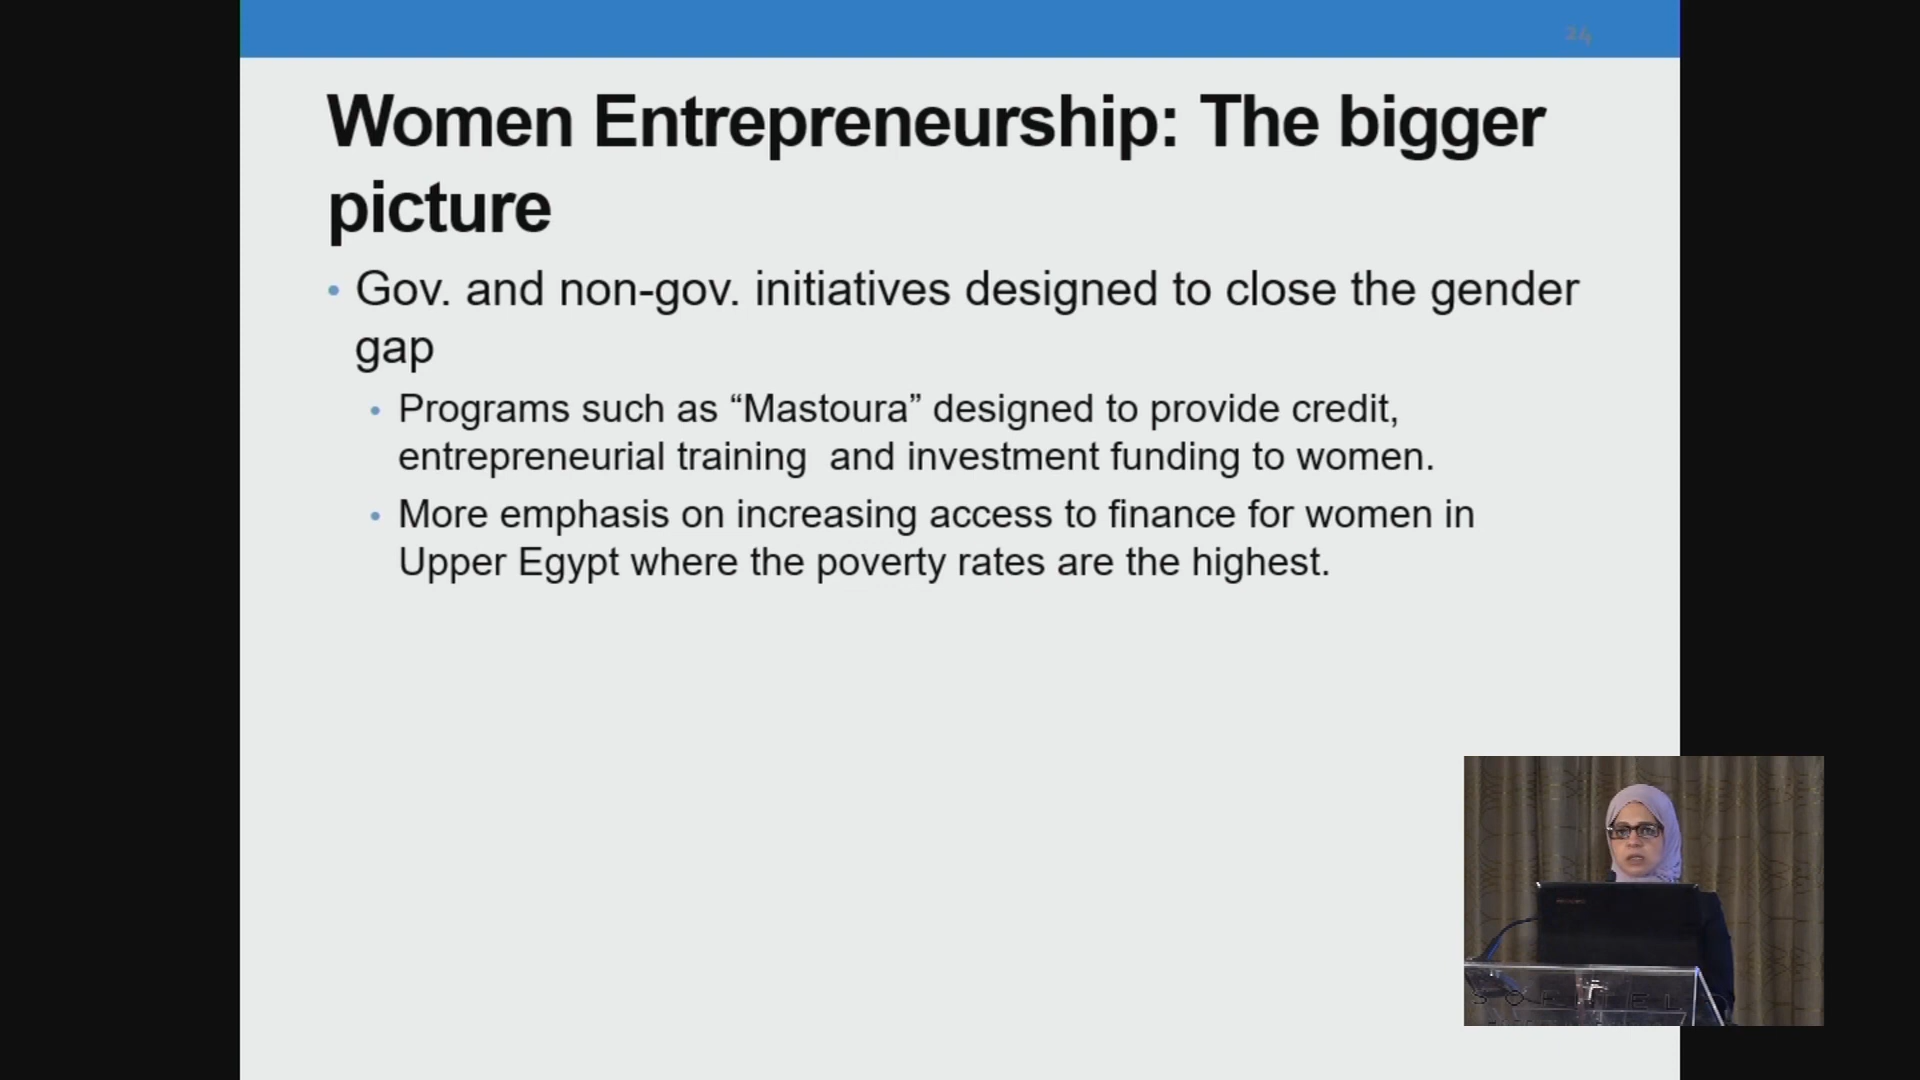 24
Women Entrepreneurship: The bigger
picture
• Gov. and non-gov. initiatives designed to close the gender
gap
• Programs such as “Mastoura” designed to provide credit,
entrepreneurial training  and investment funding to women.
• More emphasis on increasing access to finance for women in
Upper Egypt where the poverty rates are the highest.
SOFITEL